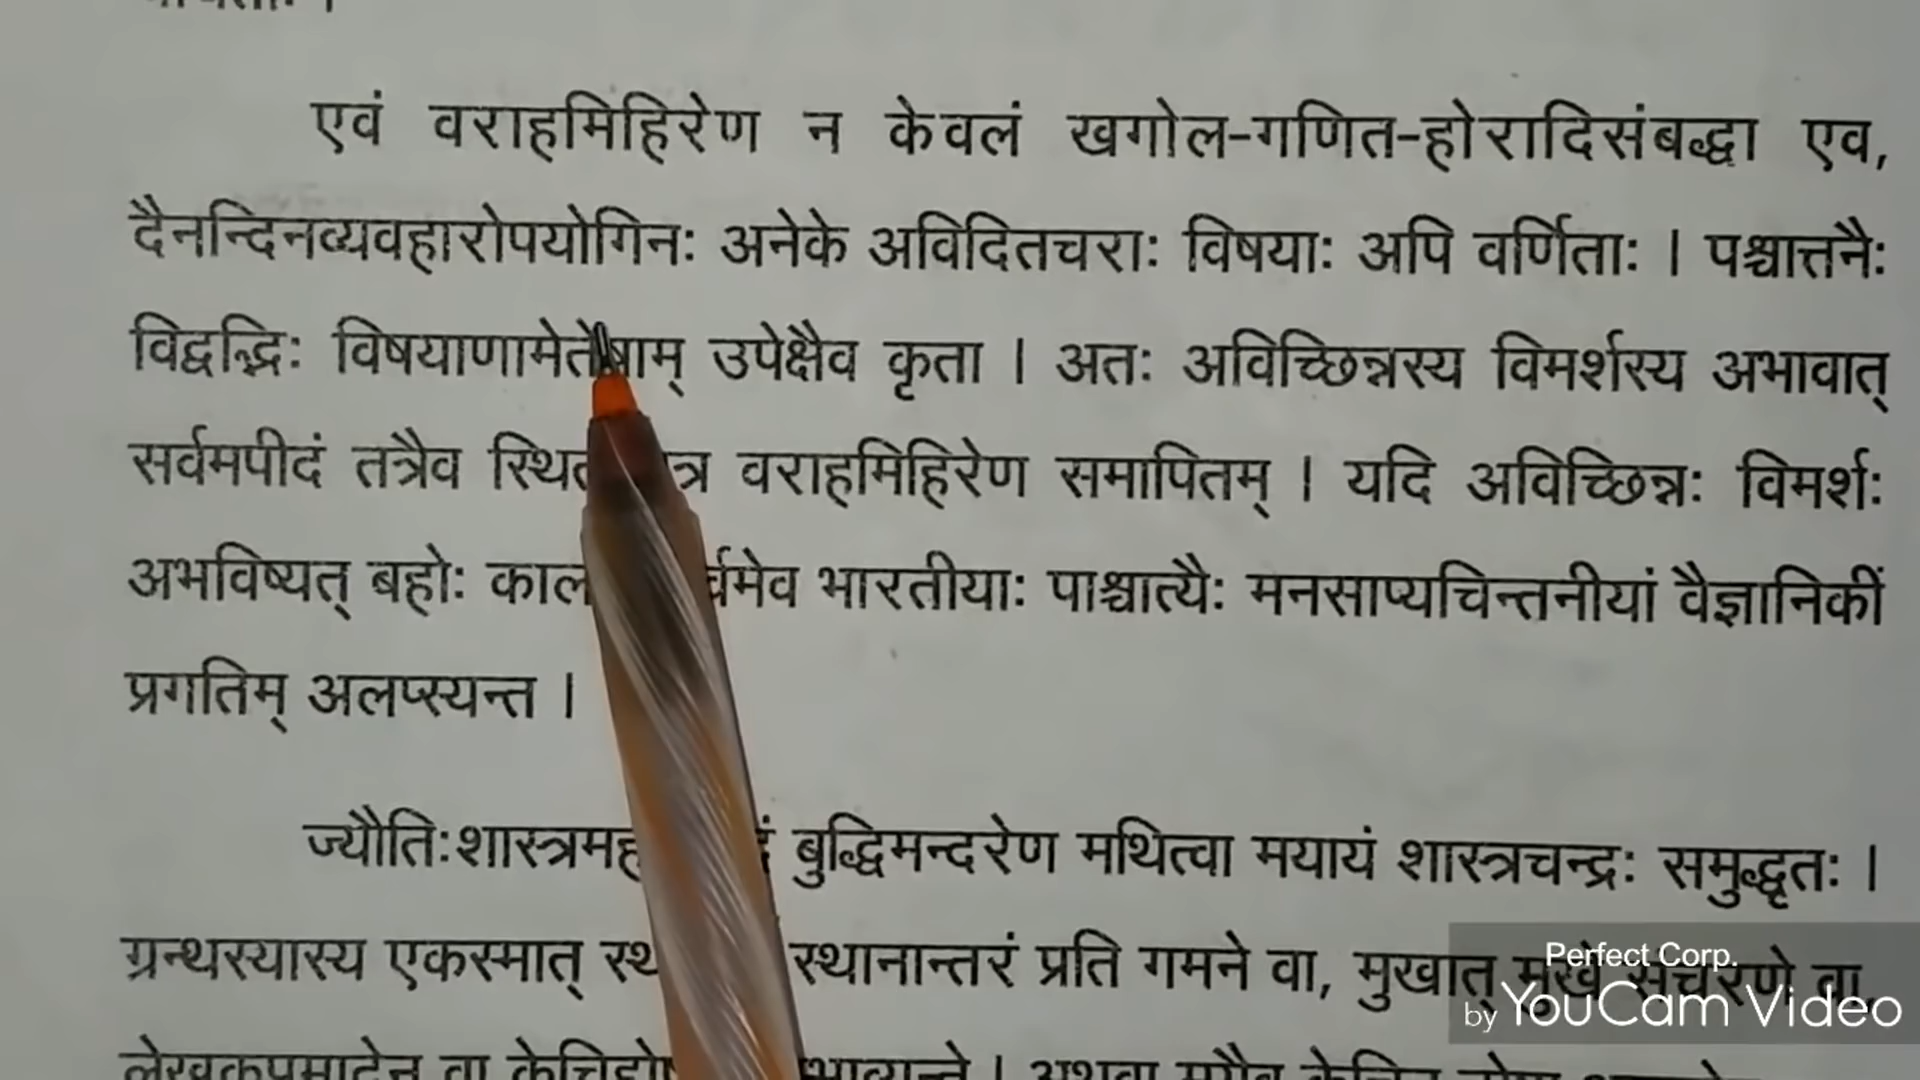 एवं वराहमिहिरेण न केवलं खगोल-गणित-होरादिसंबद्धा एव,
दैनन्दिनव्यवहारोपयोगिनः अनेके अविदितचराः विषयाः अपि वर्णिताः । पश्चात्तनैः
विद्वद्भिः विषयाणामेतेषाम् उपेक्षैव कृता । अतः अविच्छिन्नस्य विमर्शस्य अभावात्
सर्वमपीदं तत्रैव वराहमिहिरेण समापितम् । यदि अविच्छिन्नः विमर्शः
अभविष्यत् बहोः भारतीयाः पाश्चात्यैः मनसाप्यचिन्तनीयां वैज्ञानिकीं
प्रगतिम् अलप्स्यन्त ।
बुद्धिमन्दरेण मथित्वा मयायं शास्त्रचन्द्रः समुद्धृतः ।
ग्रन्थस्यास्य एकस्मात् स्थानान्तरं प्रति गमने वा, मुखात् मुखे संचरणे वा,
Perfect Corp.
by YouCam Video